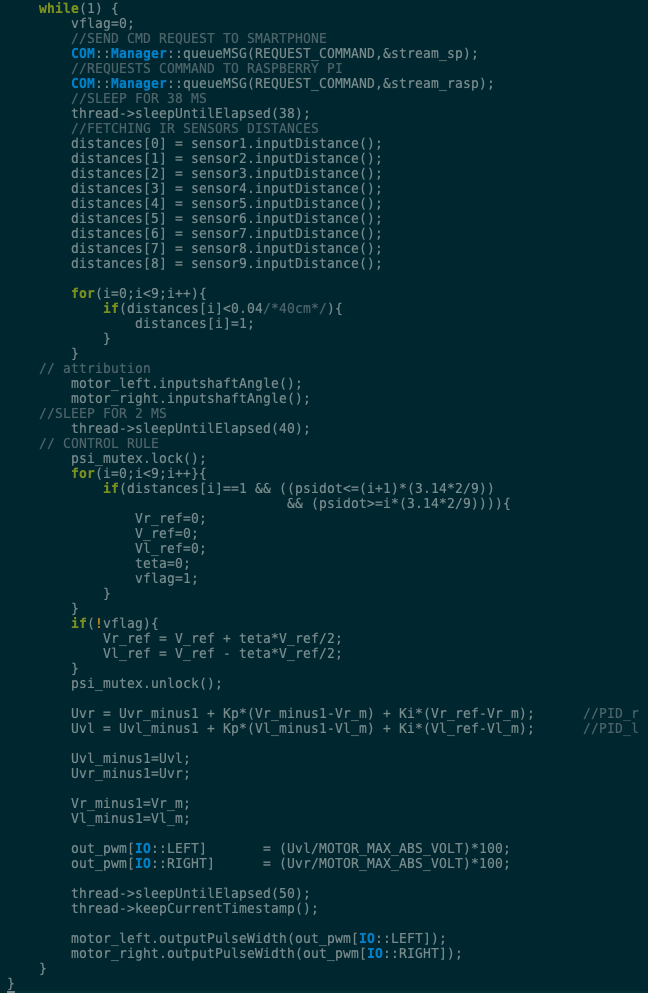 while(1) {
vflag=0;
//SEND CMD REQUEST TO SMARTPHONE
COM::Manager::queueMSG(REQUEST_COMMAND,&stream_sp);
//REQUESTS COMMAND TO RASPBERRY PI
COM::Manager::queueMSG(REQUEST_COMMAND,&stream_rasp);
//SLEEP FOR 38 MS
thread->sleepUntilElapsed(38);
//FETCHING IR SENSORS DISTANCES
distances[0] = sensor1.inputDistance();
distances[1] = sensor2.inputDistance();
distances[2] = sensor3.inputDistance();
distances[3] = sensor4.inputDistance();
distances[4] = sensor5.inputDistance();
distances[5] = sensor6.inputDistance();
distances[6] = sensor7.inputDistance();
distances[7] = sensor8.inputDistance();
distances[8] = sensor9.inputDistance();
for(i=0;i<9;i++){
if(distances[i]<0.04/*40cm*/){
distances[i]=1;
}
}
// attribution
motor_left.inputshaftAngle();
motor_right.inputshaftAngle();
//SLEEP FOR 2 MS
thread->sleepUntilElapsed(40);
// CONTROL RULE
psi_mutex.lock();
for(i=0;i<9;i++}{
if(distances[i]==1 && ((psidot<=(i+1)*(3.14*2/9))
&& (psidot>=i*(3.14*2/9)))){
Vr_ref=0;
V_ref=0;
Vl_ref=0;
teta=0;
vflag=1;
}
}
if(!vflag){
Vr_ref = V_ref + teta*V_ref/2;
Vl_ref = V_ref - teta*V_ref/2;
}
psi_mutex.unlock();
Uvr = Uvr_minus1 + Kp*(Vr_minus1-Vr_m) + Ki*(Vr_ref-Vr_m); //PID_r
Uvl = Uvl_minus1 + Kp*(Vl_minus1-Vl_m) + Ki*(Vl_ref-Vl_m); //PID_l
Uvl_minus1=Uvl;
Uvr_minus1=Uvr;
Vr_minus1=Vr_m;
Vl_minus1=Vl_m;
out_pwm[IO::LEFT] = (Uvl/MOTOR_MAX_ABS_VOLT)*100;
out_pwm[IO::RIGHT] = (Uvr/MOTOR_MAX_ABS_VOLT)*100;
thread->sleepUntilElapsed(50);
thread->keepCurrentTimestamp();
motor_left.outputPulseWidth(out_pwm[IO::LEFT]);
motor_right.outputPulseWidth(out_pwm[IO::RIGHT]);
}
}